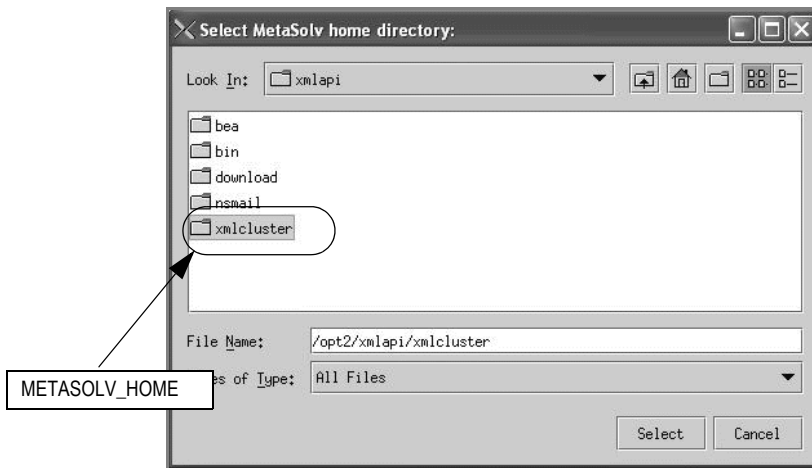 Select MetaSolv home directory:
Look In: xmlapi
bea
bin
download
nsmail
xmlcluster
File Name: /opt2/xmlapi/xmlcluster
METASOLV_HOME
es of Type: All Files
Select Cancel